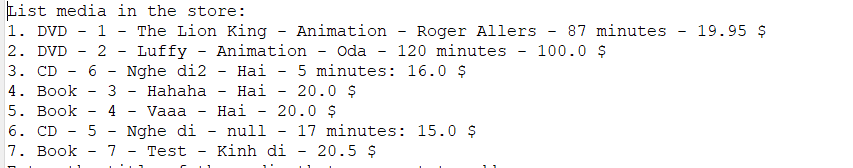 List media in the store:
1. DVD - 1 - The Lion King - Animation - Roger Allers - 87 minutes - 19.95 $
2. DVD - 2 - Luffy - Animation - Oda - 120 minutes - 100.0 $
3. CD - 6 - Nghe di2 - Hai - 5 minutes: 16.0 $
4. Book - 3 - Hahaha - Hai - 20.0 $
5. Book - 4 - Vaaa - Hai - 20.0 $
6. CD - 5 - Nghe di - null - 17 minutes: 15.0 $
7. Book - 7 - Test - Kinh di - 20.5 $